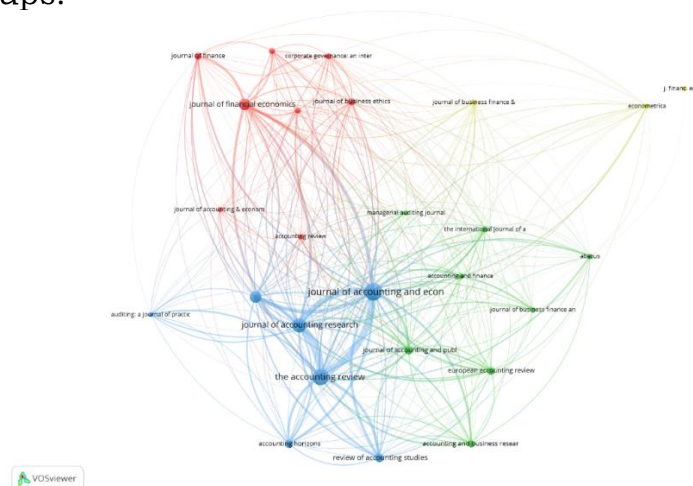 aps.
journal of finance
corporate governance: an inter
j. financ e
journal of financial economics
journal of business ethics
journal of business finance &
econometrica
journal of accounting & econom
managerial auditing journal
the international journal of a
accounting review
abacus
accounting and finance
journal of accounting and econ
auditing: a journal of practic
journal of business finance an
journal of accounting research
journal of accounting and publ
european accounting review
the accounting review
accounting horizons
accounting and business resear
review of accounting studies
VOSviewer